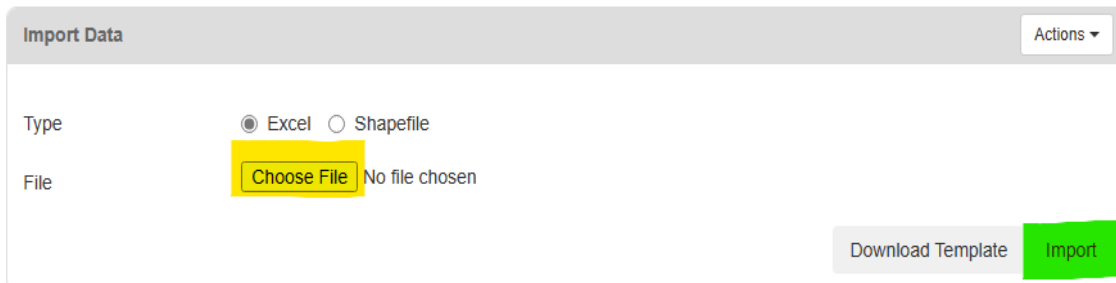 Import Data
Actions
Type
Excel Shapefile
File
Choose File No file chosen
Download Template Import